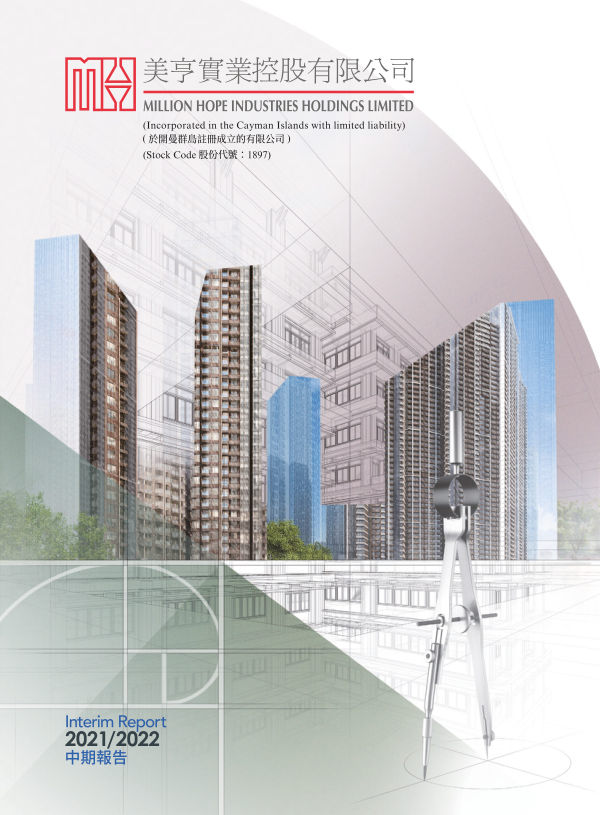 美亨實業控股有限公司
MILLION HOPE INDUSTRIES HOLDINGS LIMITED
(Incorporated in the Cayman Islands with limited liability)
(於開曼群島註冊成立的有限公司)
(Stock Code 股份代號：1897)
Interim Report
2021/2022
中期報告